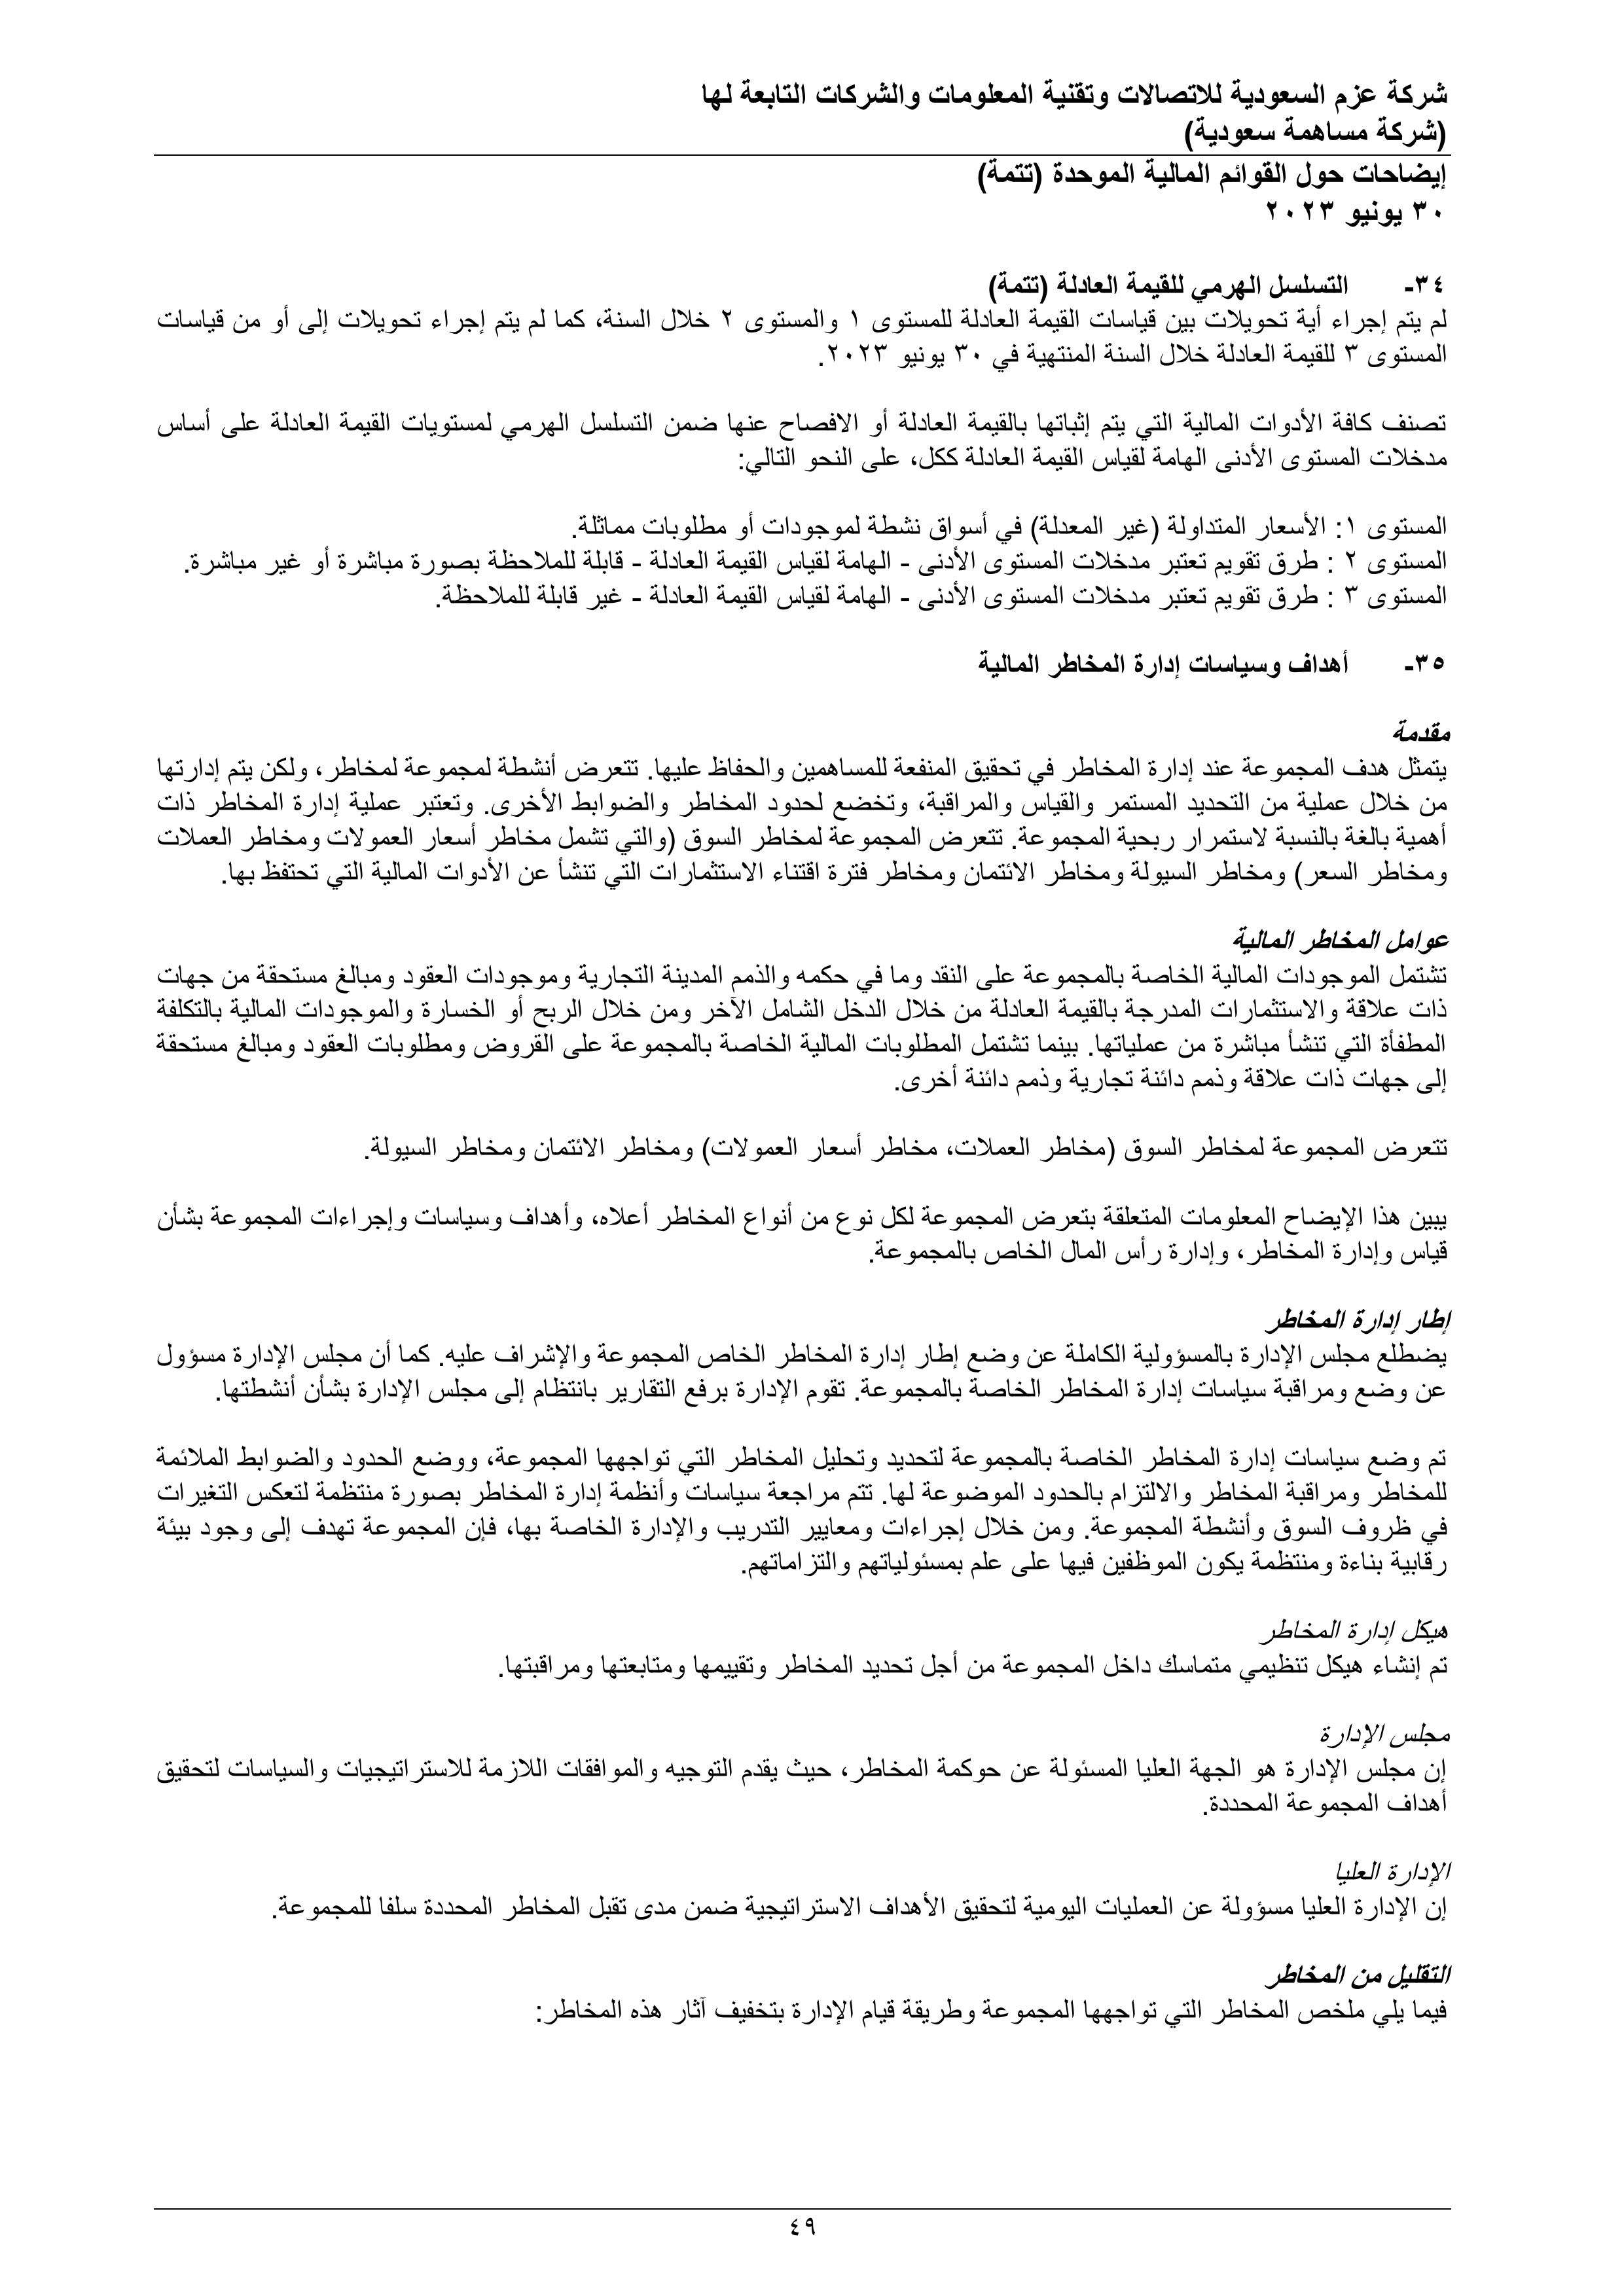 شركة عزم السعودية للاتصالات وتقنية المعلومات والشركات التابعة لها
(شركة مساهمة سعودية)
إيضاحات حول القوائم المالية الموحدة (تتمة)
٣٠ يونيو ٢٠٢٣
٣٤- التسلسل الهرمي للقيمة العادلة (تتمة)
لم يتم إجراء أية تحويلات بين قياسات القيمة العادلة للمستوى ١ والمستوى ٢ خلال السنة، كما لم يتم إجراء تحويلات إلى أو من قياسات
المستوى ٣ للقيمة العادلة خلال السنة المنتهية في ٣٠ يونيو ٢٠٢٣.
تصنف كافة الأدوات المالية التي يتم إثباتها بالقيمة العادلة أو الافصاح عنها ضمن التسلسل الهرمي لمستويات القيمة العادلة على أساس
مدخلات المستوى الأدنى الهامة لقياس القيمة العادلة ككل، على النحو التالي:
المستوى ١: الأسعار المتداولة (غير المعدلة) في أسواق نشطة لموجودات أو مطلوبات مماثلة.
المستوى ٢ : طرق تقويم تعتبر مدخلات المستوى الأدنى - الهامة لقياس القيمة العادلة - قابلة للملاحظة بصورة مباشرة أو غير مباشرة.
المستوى ٣ : طرق تقويم تعتبر مدخلات المستوى الأدنى - الهامة لقياس القيمة العادلة - غير قابلة للملاحظة.
٣٥- أهداف وسياسات إدارة المخاطر المالية
مقدمة
يتمثل هدف المجموعة عند إدارة المخاطر في تحقيق المنفعة للمساهمين والحفاظ عليها. تتعرض أنشطة لمجموعة لمخاطر، ولكن يتم إدارتها
من خلال عملية من التحديد المستمر والقياس والمراقبة، وتخضع لحدود المخاطر والضوابط الأخرى. وتعتبر عملية إدارة المخاطر ذات
أهمية بالغة بالنسبة لاستمرار ربحية المجموعة. تتعرض المجموعة لمخاطر السوق (والتي تشمل مخاطر أسعار العمولات ومخاطر العملات
ومخاطر السعر) ومخاطر السيولة ومخاطر الائتمان ومخاطر فترة اقتناء الاستثمارات التي تنشأ عن الأدوات المالية التي تحتفظ بها.
عوامل المخاطر المالية
تشتمل الموجودات المالية الخاصة بالمجموعة على النقد وما في حكمه والذمم المدينة التجارية وموجودات العقود ومبالغ مستحقة من جهات
ذات علاقة والاستثمارات المدرجة بالقيمة العادلة من خلال الدخل الشامل الآخر ومن خلال الربح أو الخسارة والموجودات المالية بالتكلفة
المطفأة التي تنشأ مباشرة من عملياتها. بينما تشتمل المطلوبات المالية الخاصة بالمجموعة على القروض ومطلوبات العقود ومبالغ مستحقة
إلى جهات ذات علاقة وذمم دائنة تجارية وذمم دائنة أخرى.
تتعرض المجموعة لمخاطر السوق (مخاطر العملات، مخاطر أسعار العمولات) ومخاطر الائتمان ومخاطر السيولة.
يبين هذا الإيضاح المعلومات المتعلقة بتعرض المجموعة لكل نوع من أنواع المخاطر أعلاه، وأهداف وسياسات وإجراءات المجموعة بشأن
قياس وإدارة المخاطر، وإدارة رأس المال الخاص بالمجموعة.
إطار إدارة المخاطر
يضطلع مجلس الإدارة بالمسؤولية الكاملة عن وضع إطار إدارة المخاطر الخاص المجموعة والإشراف عليه. كما أن مجلس الإدارة مسؤول
عن وضع ومراقبة سياسات إدارة المخاطر الخاصة بالمجموعة. تقوم الإدارة برفع التقارير بانتظام إلى مجلس الإدارة بشأن أنشطتها.
تم وضع سياسات إدارة المخاطر الخاصة بالمجموعة لتحديد وتحليل المخاطر التي تواجهها المجموعة، ووضع الحدود والضوابط الملائمة
للمخاطر ومراقبة المخاطر والالتزام بالحدود الموضوعة لها. تتم مراجعة سياسات وأنظمة إدارة المخاطر بصورة منتظمة لتعكس التغيرات
في ظروف السوق وأنشطة المجموعة. ومن خلال إجراءات ومعايير التدريب والإدارة الخاصة بها، فإن المجموعة تهدف إلى وجود بيئة
رقابية بناءة ومنتظمة يكون الموظفين فيها على علم بمسئولياتهم والتزاماتهم.
هيكل إدارة المخاطر
تم إنشاء هيكل تنظيمي متماسك داخل المجموعة من أجل تحديد المخاطر وتقييمها ومتابعتها ومراقبتها.
مجلس الإدارة
إن مجلس الإدارة هو الجهة العليا المسئولة عن حوكمة المخاطر، حيث يقدم التوجيه والموافقات اللازمة للاستراتيجيات والسياسات لتحقيق
أهداف المجموعة المحددة.
الإدارة العليا
إن الإدارة العليا مسؤولة عن العمليات اليومية لتحقيق الأهداف الاستراتيجية ضمن مدى تقبل المخاطر المحددة سلفا للمجموعة.
التقليل من المخاطر
فيما يلي ملخص المخاطر التي تواجهها المجموعة وطريقة قيام الإدارة بتخفيف آثار هذه المخاطر:
٤٩